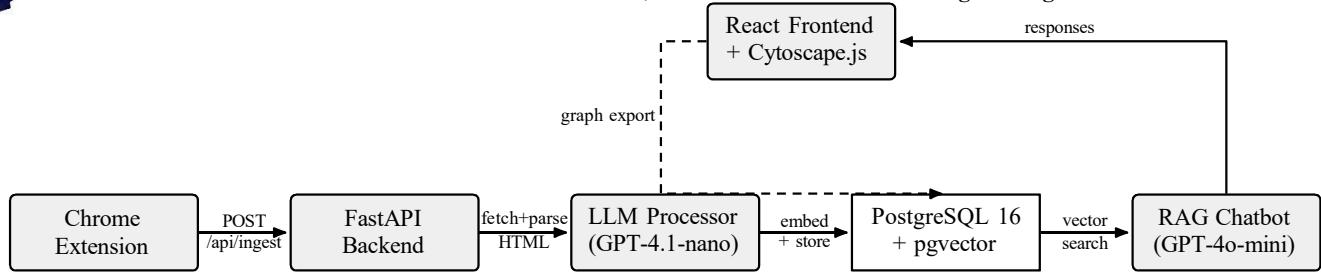 React Frontend
+ Cytoscape.js
responses
graph export
Chrome
Extension
POST
/api/ingest
FastAPI
Backend
fetch+parse
HTML
LLM Processor
(GPT-4.1-nano)
embed
+ store
PostgreSQL 16
+ pgvector
vector
search
RAG Chatbot
(GPT-4o-mini)